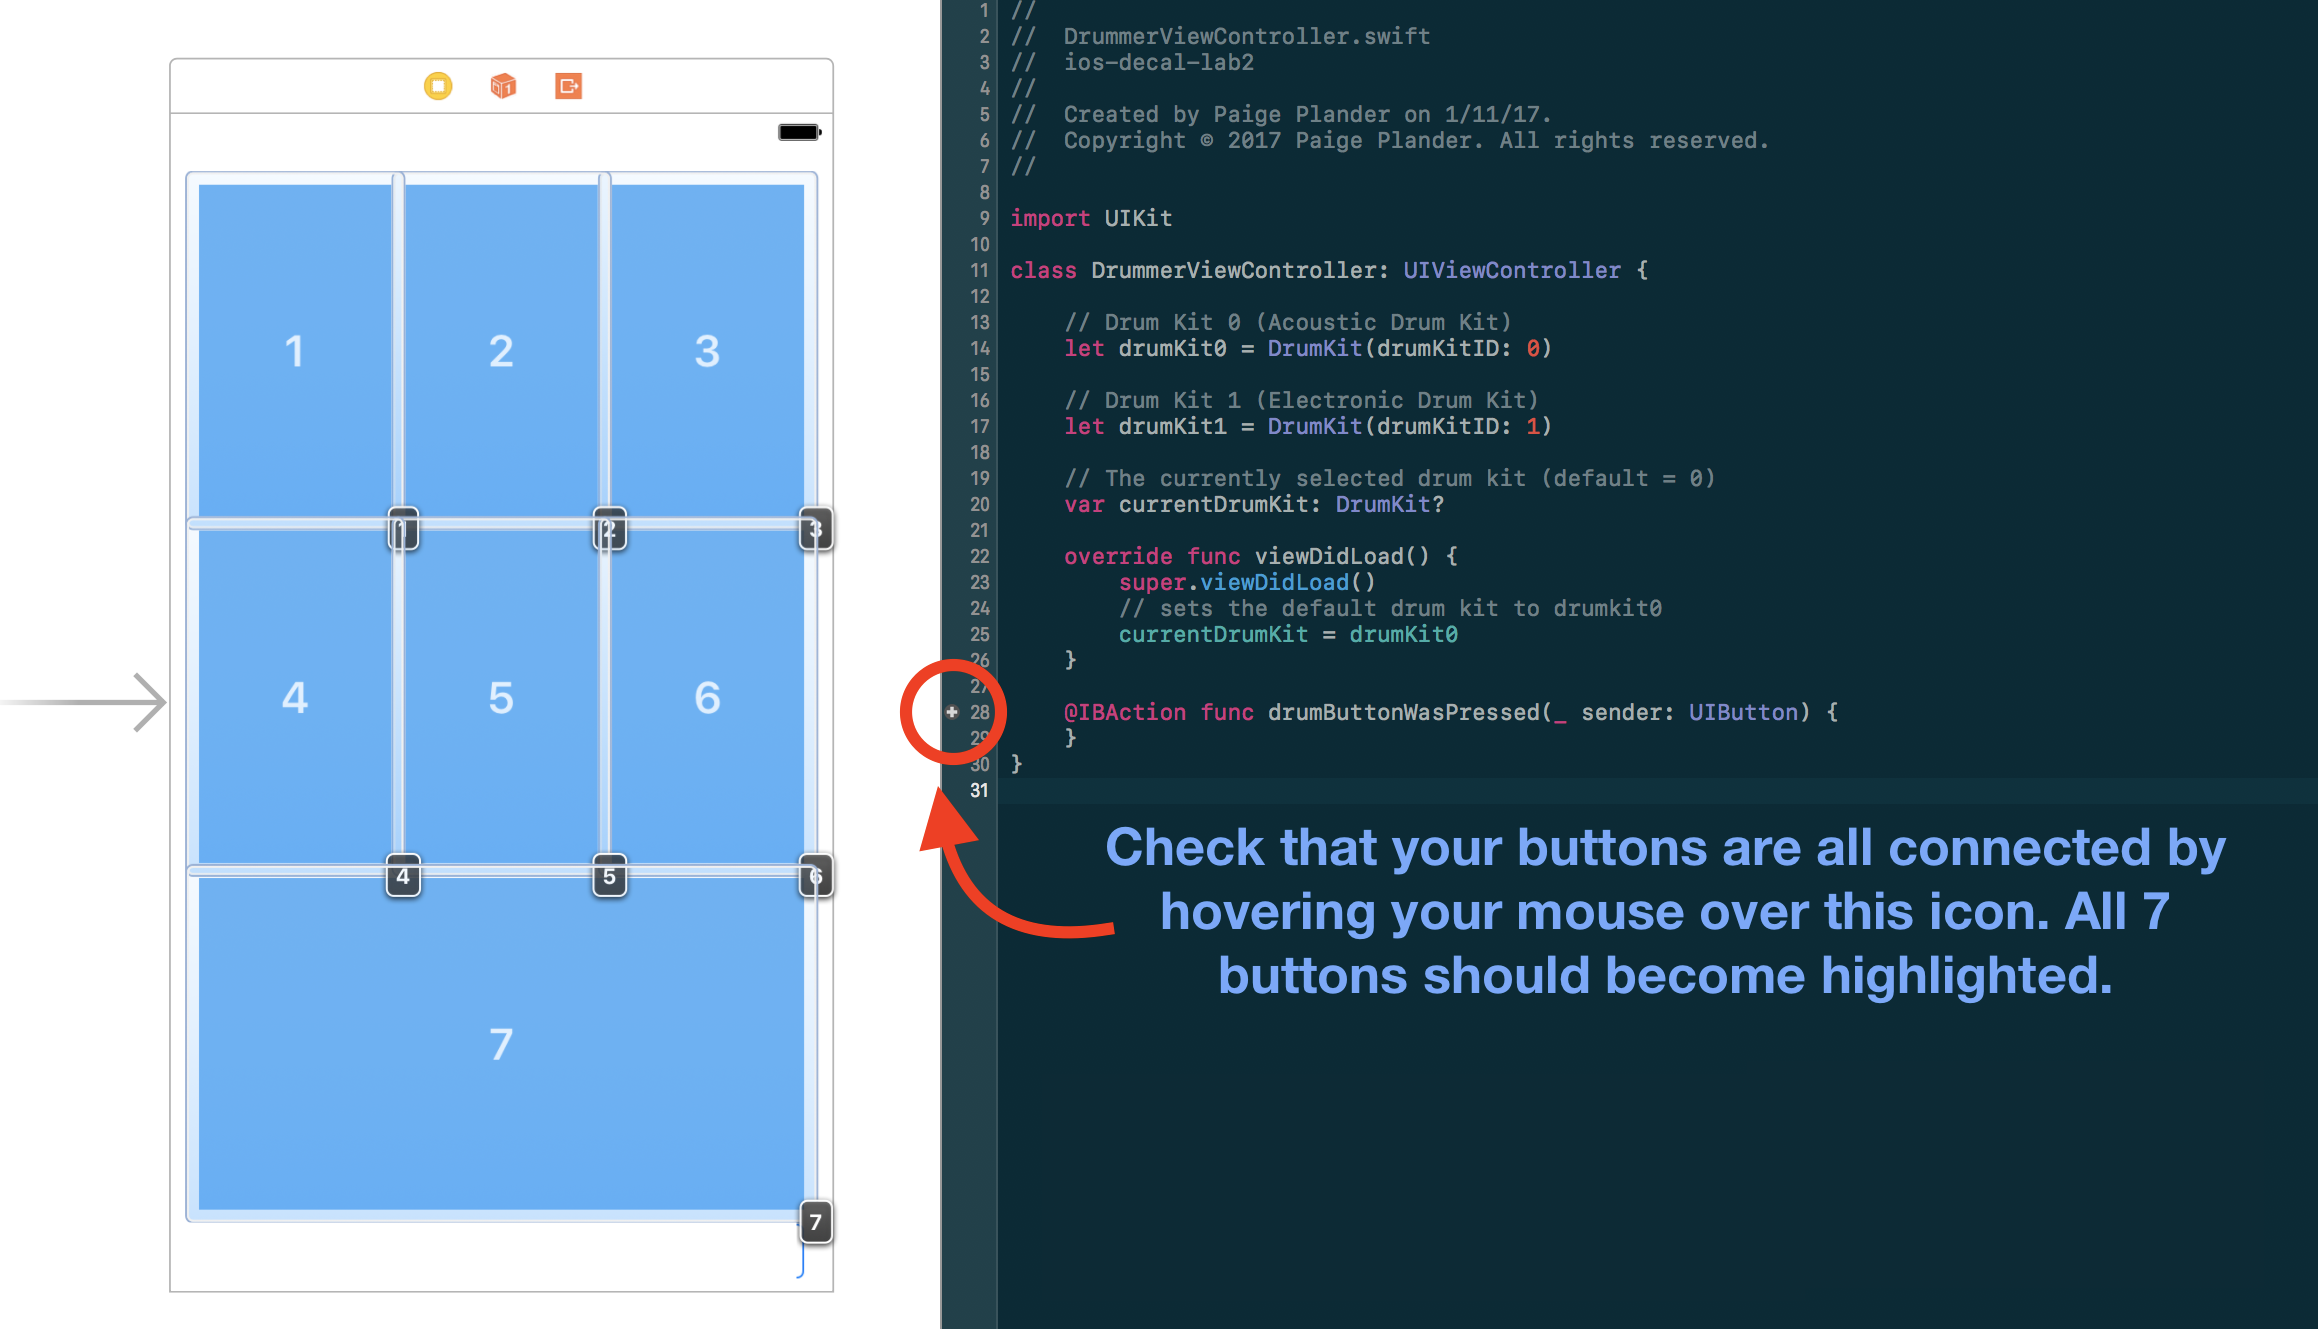 1
2
3
1
2
3
4
5
6
4
5
6
7
7
1 //
2 //  DrummerViewController.swift
3 //  ios-decal-lab2
4 //
5 //  Created by Paige Plander on 1/11/17.
6 //  Copyright © 2017 Paige Plander. All rights reserved.
7 //
8
9 import UIKit
10
11 class DrummerViewController: UIViewController {
12
13     // Drum Kit 0 (Acoustic Drum Kit)
14     let drumKit0 = DrumKit(drumKitID: 0)
15
16     // Drum Kit 1 (Electronic Drum Kit)
17     let drumKit1 = DrumKit(drumKitID: 1)
18
19     // The currently selected drum kit (default = 0)
20     var currentDrumKit: DrumKit?
21
22     override func viewDidLoad() {
23         super.viewDidLoad()
24         // sets the default drum kit to drumkit0
25         currentDrumKit = drumKit0
26     }
27
28     @IBAction func drumButtonWasPressed(_ sender: UIButton) {
29     }
30 }
31
Check that your buttons are all connected by
hovering your mouse over this icon. All 7
buttons should become highlighted.